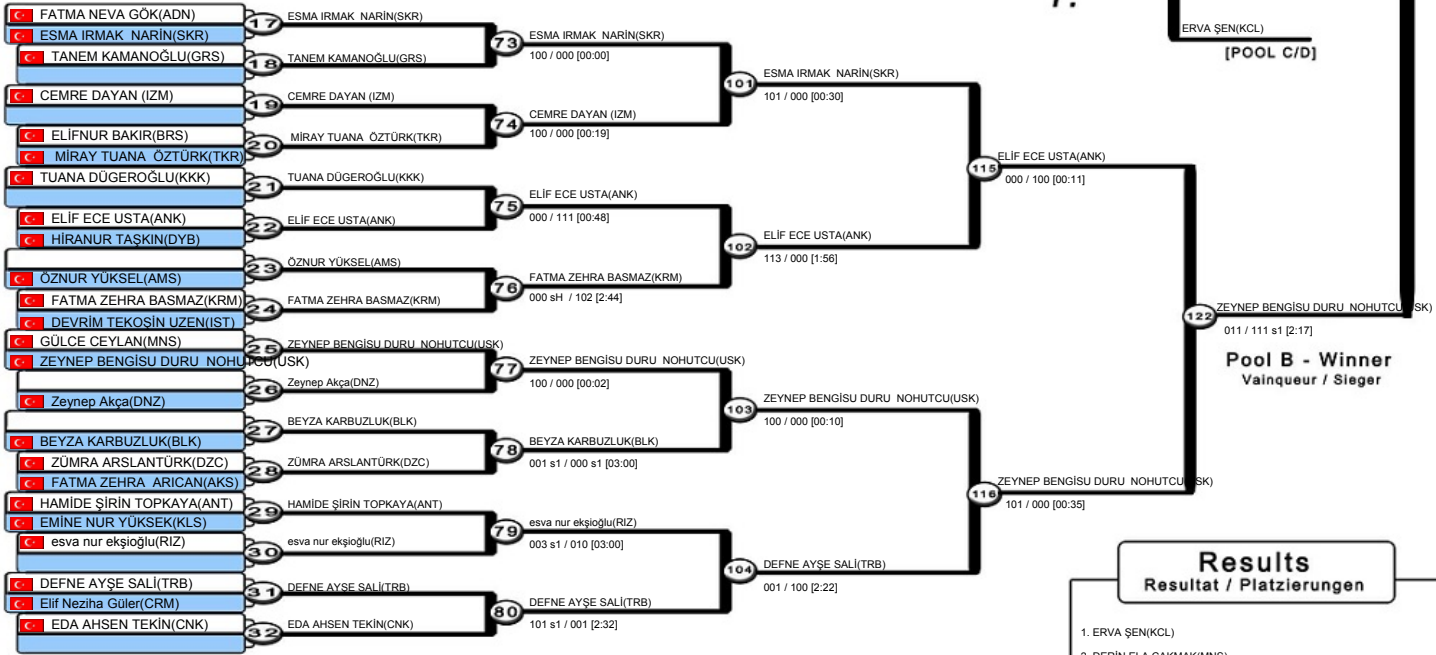 FATMA NEVA GÖK(ADN)
ESMA IRMAK NARİN(SKR)
17
ESMA IRMAK NARİN(SKR)
TANEM KAMANOĞLU(GRS)
18
TANEM KAMANOĞLU(GRS)
73
ESMA IRMAK NARİN(SKR)
100 / 000 [00:00]
CEMRE DAYAN (IZM)
19
CEMRE DAYAN (IZM)
ELİFNUR BAKIR(BRS)
MİRAY TUANA ÖZTÜRK(TKR)
20
MİRAY TUANA ÖZTÜRK(TKR)
74
CEMRE DAYAN (IZM)
100 / 000 [00:19]
101
ESMA IRMAK NARİN(SKR)
101 / 000 [00:30]
TUANA DÜGEROĞLU(KKK)
21
TUANA DÜGEROĞLU(KKK)
ELİF ECE USTA(ANK)
HİRANUR TAŞKIN(DYB)
22
ELİF ECE USTA(ANK)
75
ELİF ECE USTA(ANK)
000 / 111 [00:48]
ÖZNUR YÜKSEL(AMS)
23
ÖZNUR YÜKSEL(AMS)
FATMA ZEHRA BASMAZ(KRM)
DEVRİM TEKOŞİN UZEN(IST)
24
FATMA ZEHRA BASMAZ(KRM)
76
FATMA ZEHRA BASMAZ(KRM)
000 sH / 102 [2:44]
102
ELİF ECE USTA(ANK)
113 / 000 [1:56]
115
ELİF ECE USTA(ANK)
000 / 100 [00:11]
GÜLCE CEYLAN(MNS)
ZEYNEP BENGİSU DURU NOHUTCU(USK)
25
ZEYNEP BENGİSU DURU NOHUTCU(USK)
Zeynep Akça(DNZ)
26
Zeynep Akça(DNZ)
77
ZEYNEP BENGİSU DURU NOHUTCU(USK)
100 / 000 [00:02]
BEYZA KARBUZLUK(BLK)
27
BEYZA KARBUZLUK(BLK)
ZÜMRA ARSLANTÜRK(DZC)
FATMA ZEHRA ARICAN(AKS)
28
ZÜMRA ARSLANTÜRK(DZC)
78
BEYZA KARBUZLUK(BLK)
001 s1 / 000 s1 [03:00]
103
ZEYNEP BENGİSU DURU NOHUTCU(USK)
100 / 000 [00:10]
HAMİDE ŞİRİN TOPKAYA(ANT)
EMİNE NUR YÜKSEK(KLS)
29
HAMİDE ŞİRİN TOPKAYA(ANT)
esva nur ekşioğlu(RIZ)
30
esva nur ekşioğlu(RIZ)
79
esva nur ekşioğlu(RIZ)
003 s1 / 010 [03:00]
DEFNE AYŞE SALİ(TRB)
Elif Neziha Güler(CRM)
31
DEFNE AYŞE SALİ(TRB)
EDA AHSEN TEKİN(CNK)
32
EDA AHSEN TEKİN(CNK)
80
DEFNE AYŞE SALİ(TRB)
101 s1 / 001 [2:32]
104
DEFNE AYŞE SALİ(TRB)
001 / 100 [2:22]
116
ZEYNEP BENGİSU DURU NOHUTCU(USK)
101 / 000 [00:35]
122
ZEYNEP BENGİSU DURU NOHUTCU(USK)
011 / 111 s1 [2:17]
Pool B - Winner
Vainqueur / Sieger
ERVA ŞEN(KCL)
[POOL C/D]
Results
Resultat / Platzierungen
1. ERVA ŞEN(KCL)